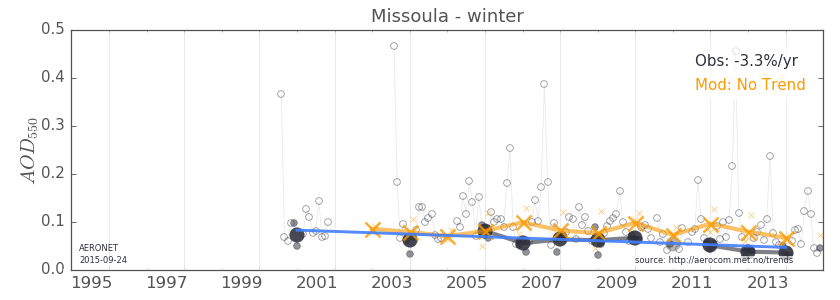 Missoula - winter
0.5
0.4
0.3
0.2
0.1
0.0
AOD550
Obs: -3.3%/yr
Mod: No Trend
AERONET
2015-09-24
source: http://aerocom.met.no/trends
1995 1997 1999 2001 2003 2005 2007 2009 2011 2013